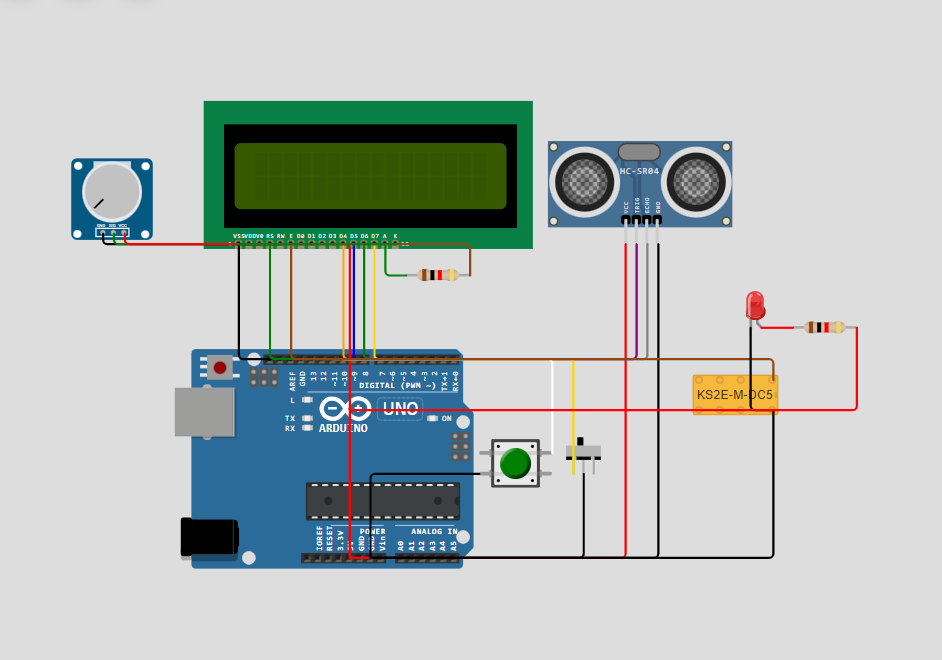 HC-SR04
VCC
TRIG
ECHO
GND
GND SIG VCC
VSS VDD V0 RS RW E D0 D1 D2 D3 D4 D5 D6 D7 A K
AREF
GND
13
12
~11
~10
~9
8
7
~6
~5
~4
~3
2
TX→1
RX←0
DIGITAL (PWM ~)
L
TX
RX
UNO
ON
ARDUINO
KS2E-M-DC5
POWER
ANALOG IN
IOREF
RESET
3.3V
GND
Vin
A0
A1
A2
A3
A4
A5